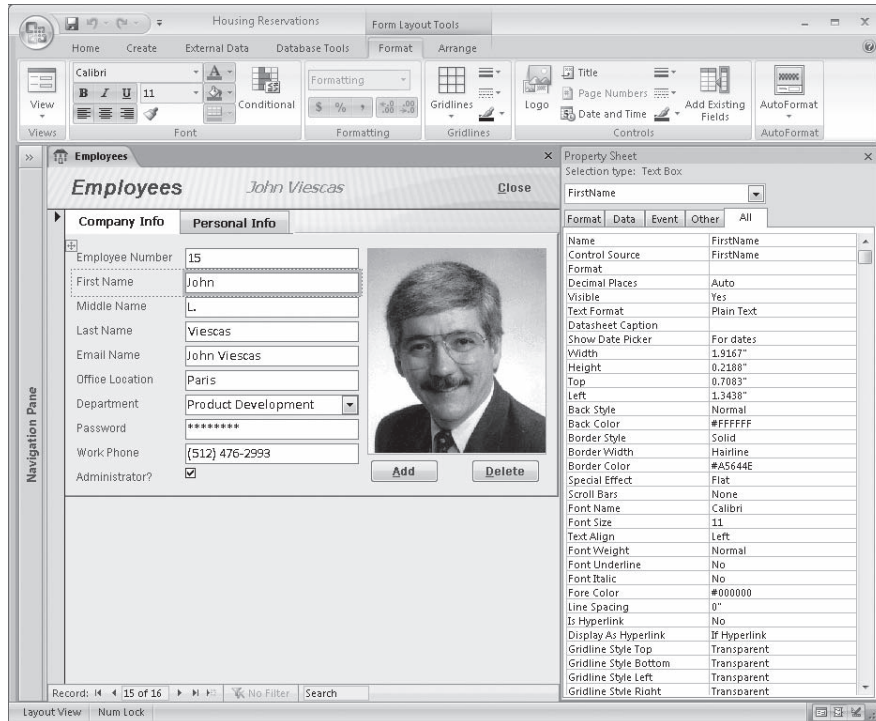 Housing Reservations
Form Layout Tools
Home Create External Data Database Tools Format Arrange
View
Calibri
B I U 11
Conditional
Formatting
$ % ,
Gridlines
Logo
Title
Page Numbers
Date and Time
Add Existing
Fields
AutoFormat
Views Font Formatting Gridlines Controls AutoFormat
Employees
Employees John Viescas Close
Company Info Personal Info
Employee Number 15
First Name John
Middle Name L.
Last Name Viescas
Email Name John Viescas
Office Location Paris
Department Product Development
Password ********
Work Phone (512) 476-2993
Administrator?
Add Delete
Navigation Pane
Property Sheet
Selection type: Text Box
FirstName
Format Data Event Other All
Name FirstName
Control Source FirstName
Format
Decimal Places Auto
Visible Yes
Text Format Plain Text
Datasheet Caption
Show Date Picker For dates
Width 1.9167"
Height 0.2188"
Top 0.7083"
Left 1.3438"
Back Style Normal
Back Color #FFFFFF
Border Style Solid
Border Width Hairline
Border Color #A5644E
Special Effect Flat
Scroll Bars None
Font Name Calibri
Font Size 11
Text Align Left
Font Weight Normal
Font Underline No
Font Italic No
Fore Color #000000
Line Spacing 0"
Is Hyperlink No
Display As Hyperlink If Hyperlink
Gridline Style Top Transparent
Gridline Style Bottom Transparent
Gridline Style Left Transparent
Gridline Style Right Transparent
Record: 15 of 16 No Filter Search
Layout View Num Lock